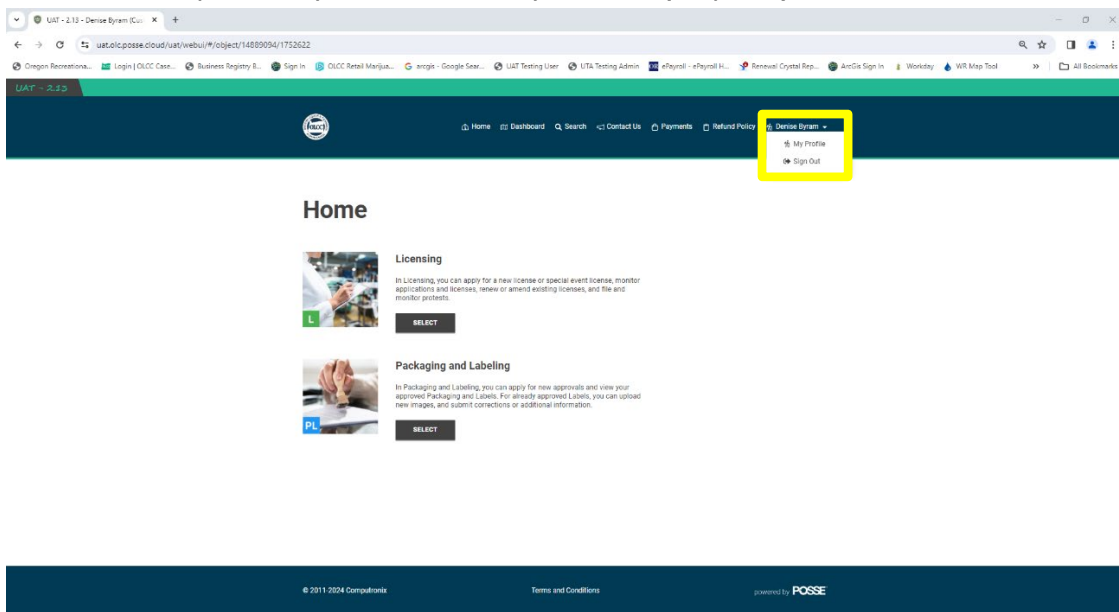 UAT - 2.13 - Denise Byram (Cus
uat.olc.posse.cloud/uat/webui/#/object/14889094/1752622
Oregon Recreationa... Login | OLCC Case... Business Registry B... Sign In OLCC Retail Marijua... arcgis - Google Sear... UAT Testing User UTA Testing Admin ePayroll - ePayroll H... Renewal Crystal Rep... ArcGis Sign In Workday WR Map Tool » All Bookmarks
UAT - 2.13
OLCC Home Dashboard Search Contact Us Payments Refund Policy Denise Byram
My Profile
Sign Out
Home
Licensing
In Licensing, you can apply for a new license or special event license, monitor
applications and licenses, renew or amend existing licenses, and file and
monitor protests.
L
SELECT
Packaging and Labeling
In Packaging and Labeling, you can apply for new approvals and view your
approved Packaging and Labels. For already approved Labels, you can upload
new images, and submit corrections or additional information.
PL
SELECT
© 2011-2024 Computronix Terms and Conditions powered by POSSE